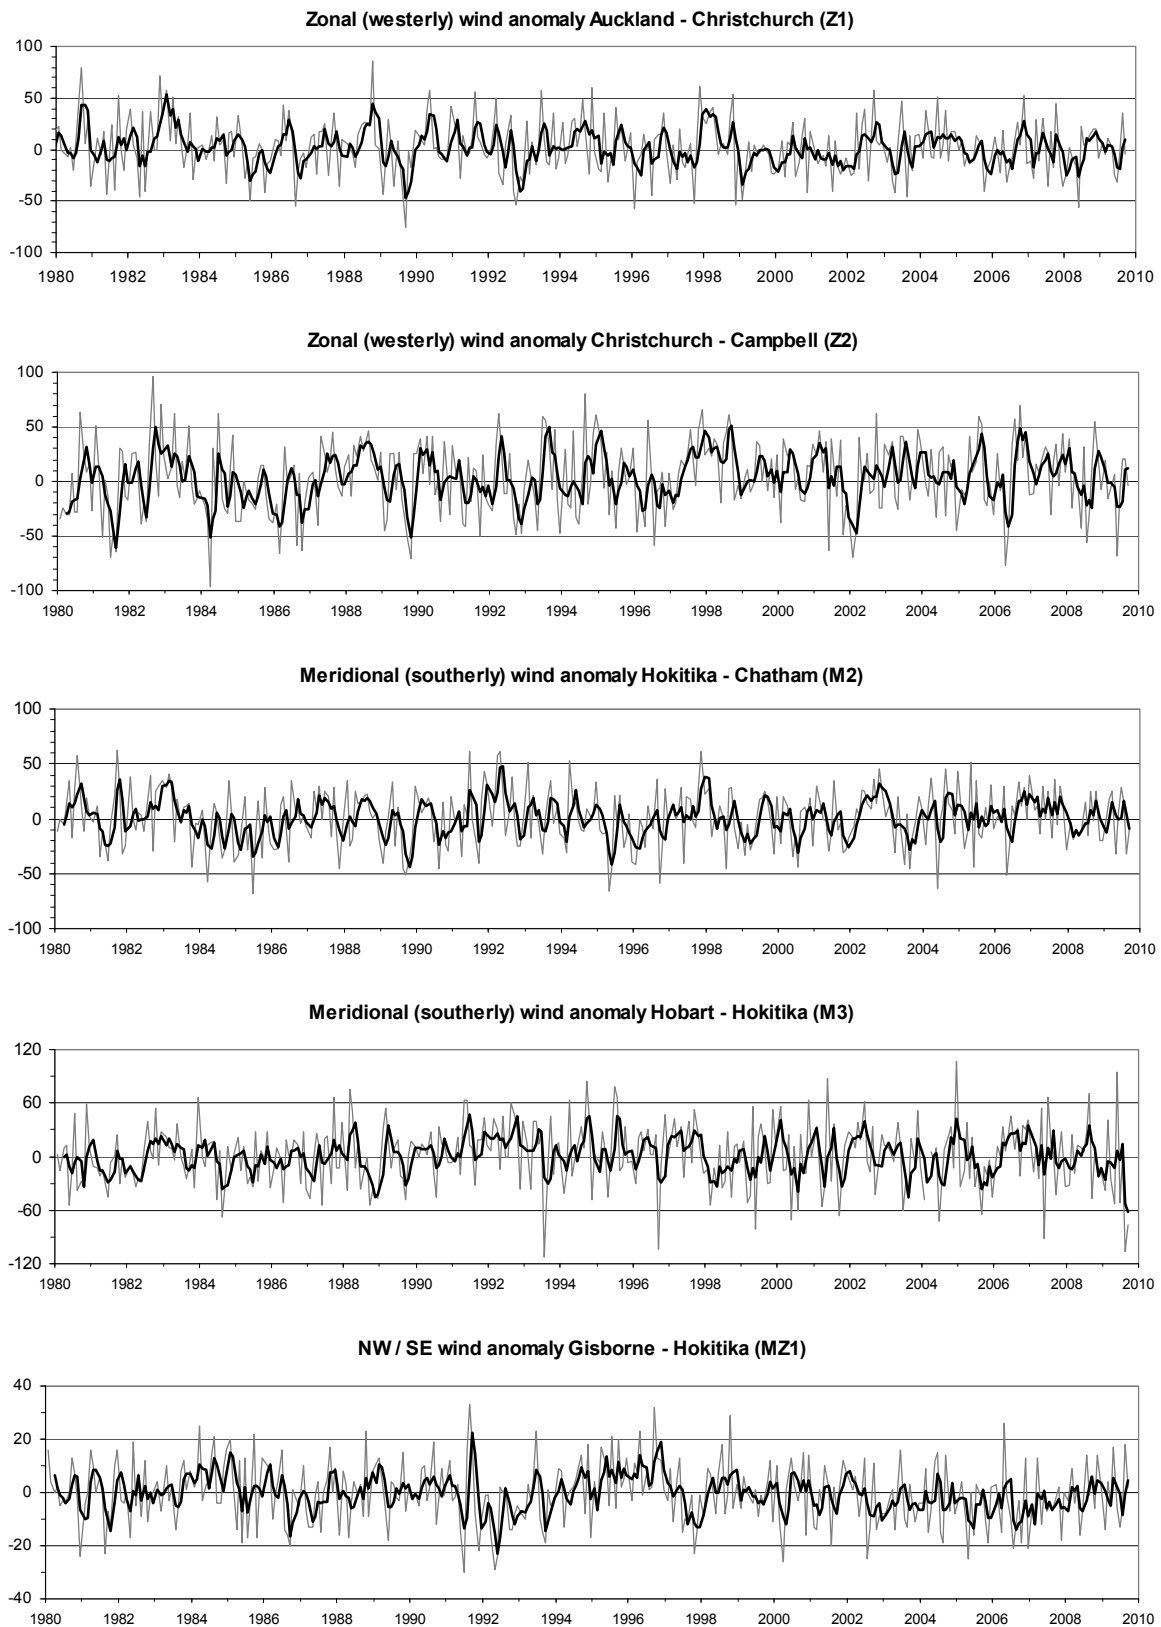 Zonal (westerly) wind anomaly Auckland - Christchurch (Z1)
100
50
0
-50
-100
1980 1982 1984 1986 1988 1990 1992 1994 1996 1998 2000 2002 2004 2006 2008 2010
Zonal (westerly) wind anomaly Christchurch - Campbell (Z2)
100
50
0
-50
-100
1980 1982 1984 1986 1988 1990 1992 1994 1996 1998 2000 2002 2004 2006 2008 2010
Meridional (southerly) wind anomaly Hokitika - Chatham (M2)
100
50
0
-50
-100
1980 1982 1984 1986 1988 1990 1992 1994 1996 1998 2000 2002 2004 2006 2008 2010
Meridional (southerly) wind anomaly Hobart - Hokitika (M3)
120
60
0
-60
-120
1980 1982 1984 1986 1988 1990 1992 1994 1996 1998 2000 2002 2004 2006 2008 2010
NW / SE wind anomaly Gisborne - Hokitika (MZ1)
40
20
0
-20
-40
1980 1982 1984 1986 1988 1990 1992 1994 1996 1998 2000 2002 2004 2006 2008 2010